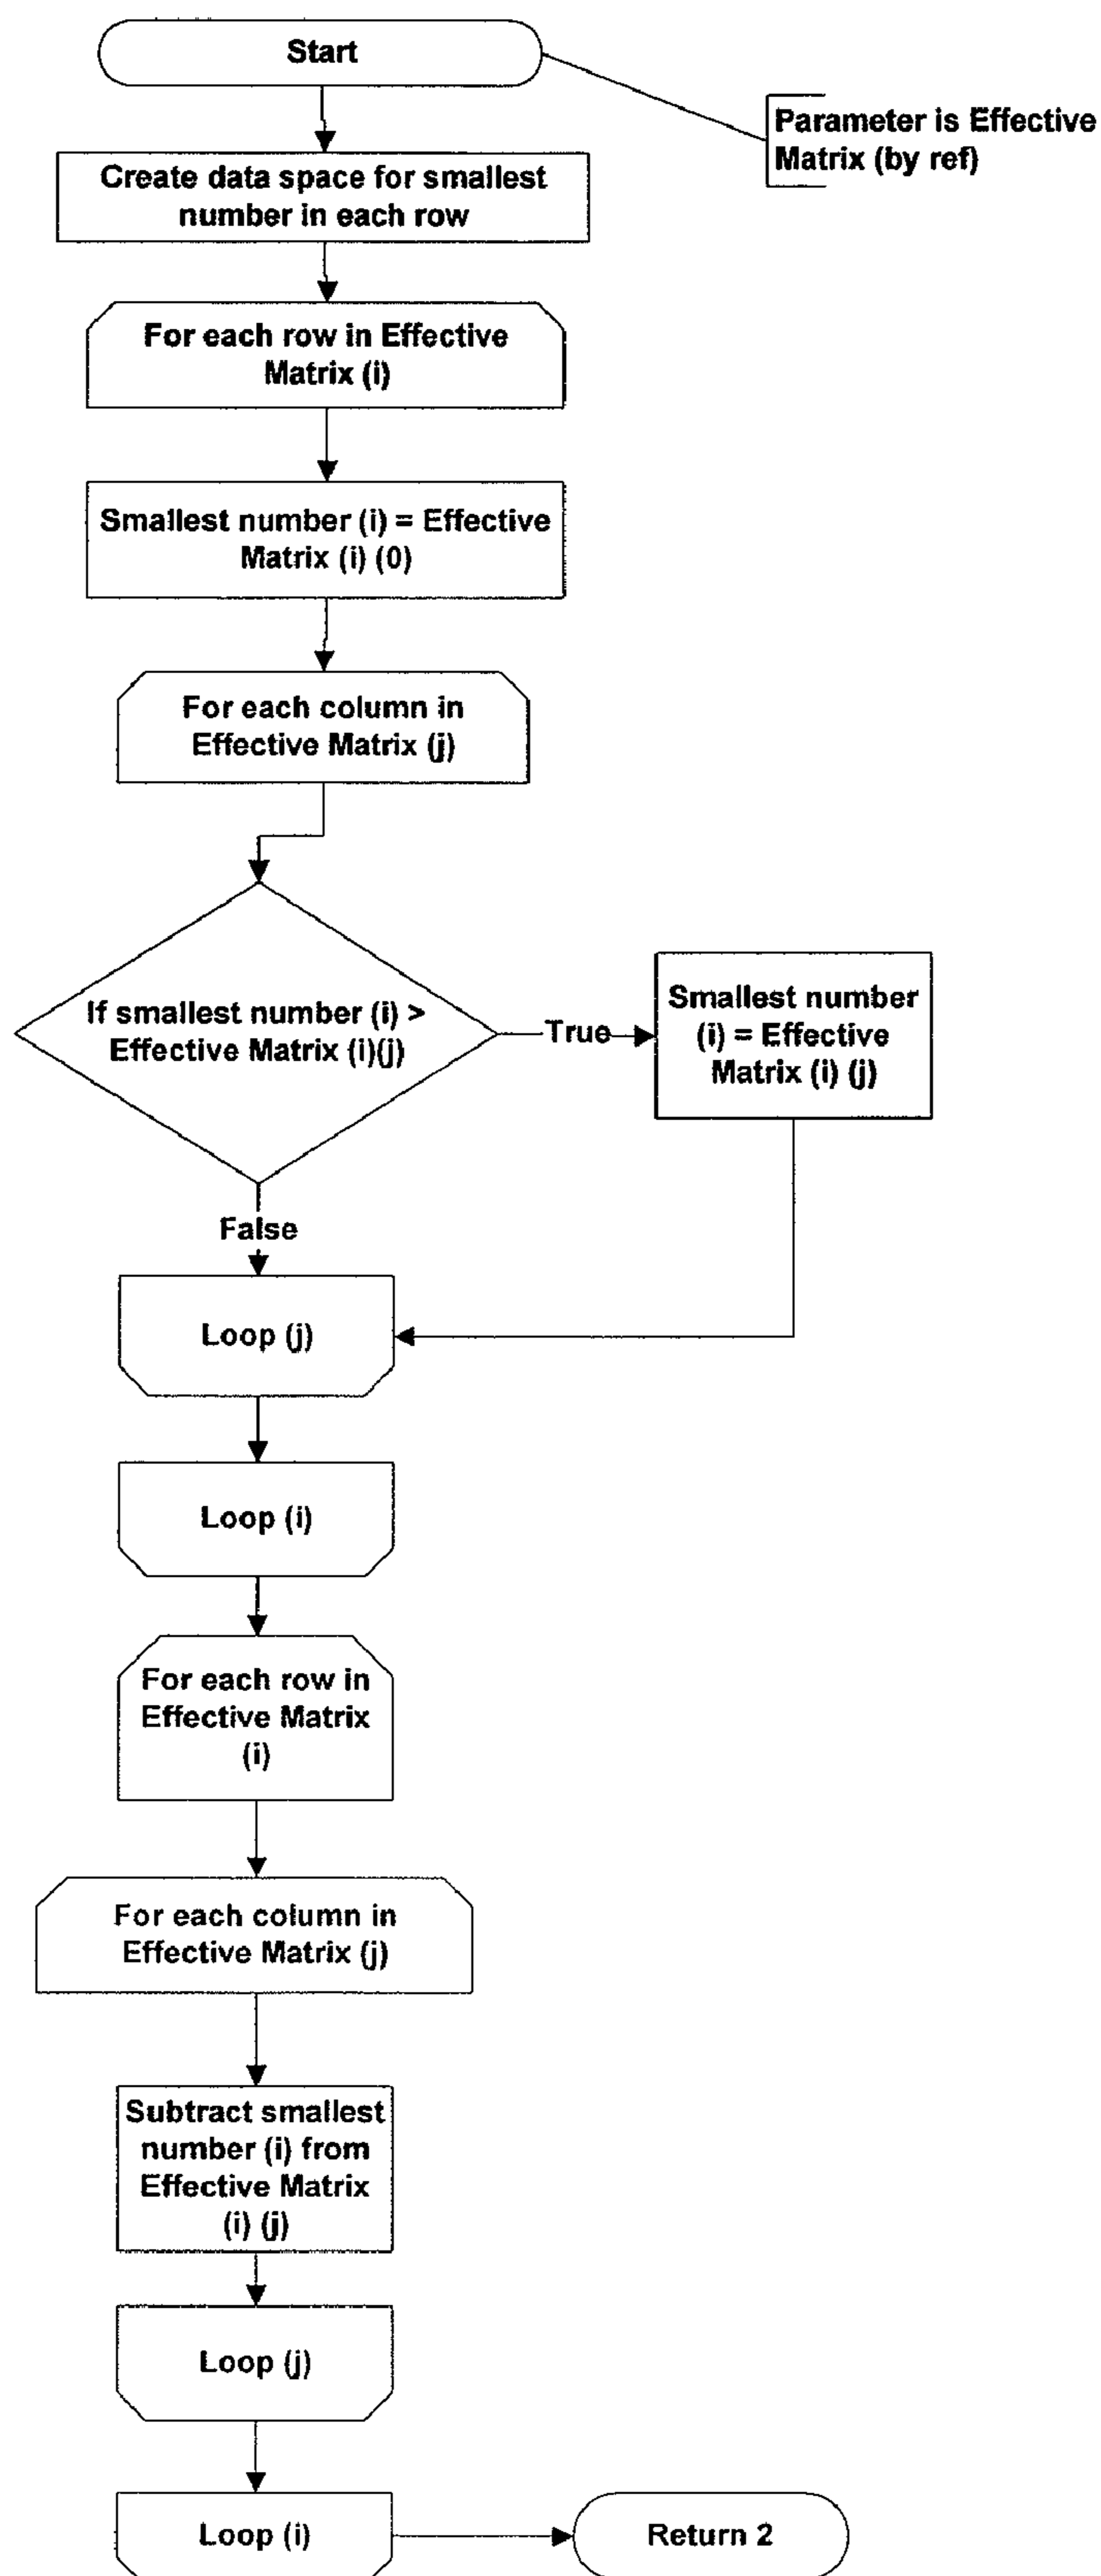 Start
Parameter is Effective
Matrix (by ref)
Create data space for smallest
number in each row
For each row in Effective
Matrix (i)
Smallest number (i) = Effective
Matrix (i) (0)
For each column in
Effective Matrix (j)
If smallest number (i) >
Effective Matrix (i)(j)
True
Smallest number
(i) = Effective
Matrix (i) (j)
False
Loop (j)
Loop (i)
For each row in
Effective Matrix
(i)
For each column in
Effective Matrix (j)
Subtract smallest
number (i) from
Effective Matrix
(i) (j)
Loop (j)
Loop (i)
Return 2